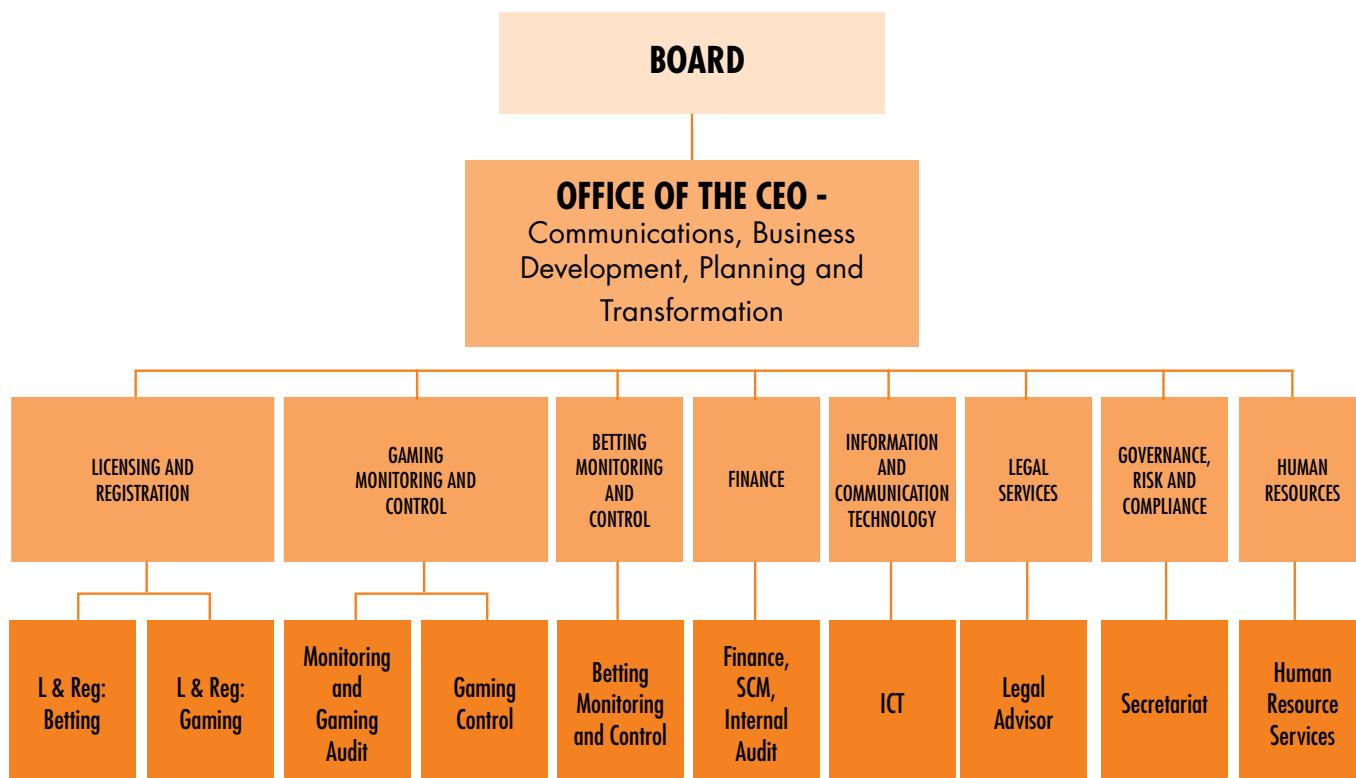 BOARD
OFFICE OF THE CEO -
Communications, Business
Development, Planning and
Transformation
LICENSING AND
REGISTRATION
GAMING
MONITORING AND
CONTROL
BETTING
MONITORING
AND
CONTROL
FINANCE
INFORMATION
AND
COMMUNICATION
TECHNOLOGY
LEGAL
SERVICES
GOVERNANCE,
RISK AND
COMPLIANCE
HUMAN
RESOURCES
L & Reg:
Betting
L & Reg:
Gaming
Monitoring
and
Gaming
Audit
Gaming
Control
Betting
Monitoring
and Control
Finance,
SCM,
Internal
Audit
ICT
Legal
Advisor
Secretariat
Human
Resource
Services